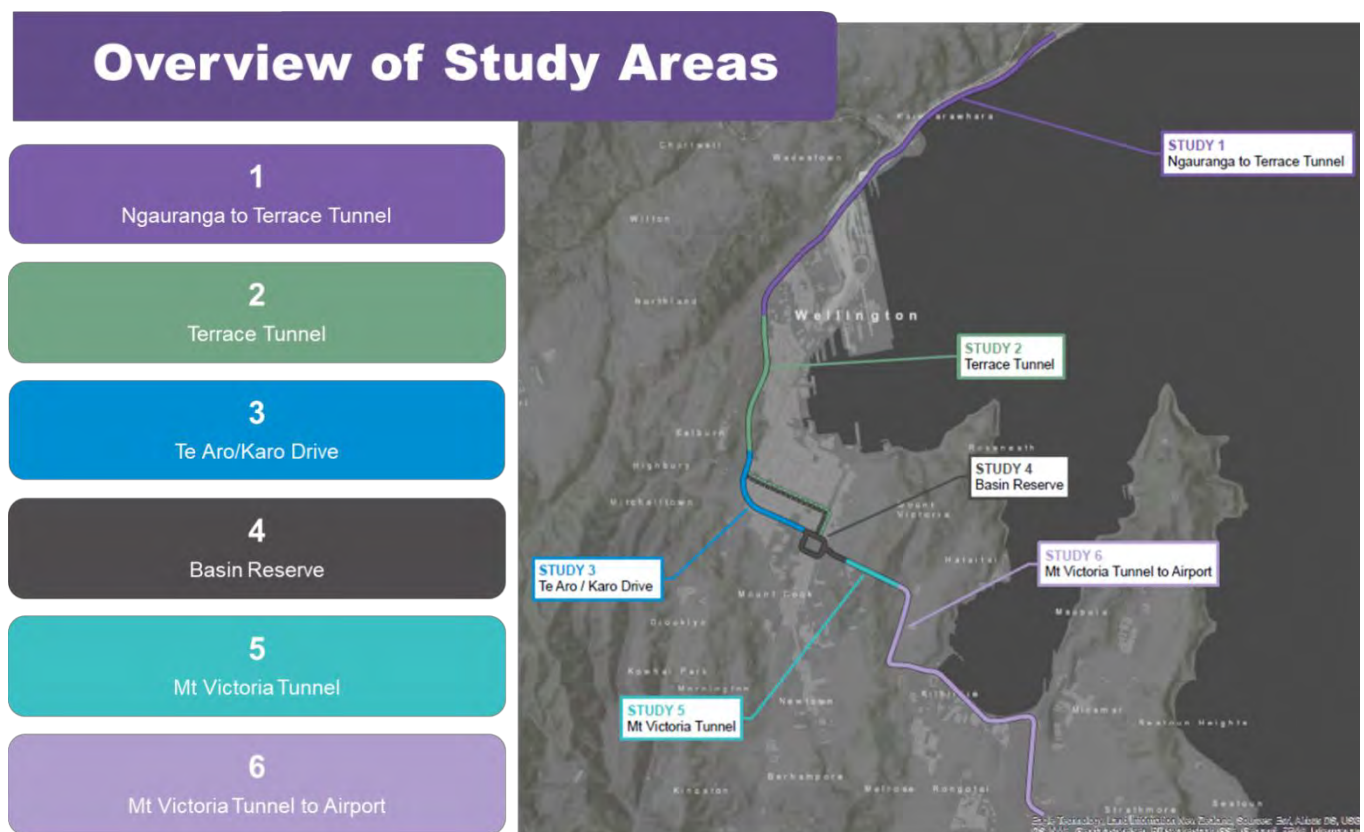 Overview of Study Areas
1
Ngauranga to Terrace Tunnel
2
Terrace Tunnel
3
Te Aro/Karo Drive
4
Basin Reserve
5
Mt Victoria Tunnel
6
Mt Victoria Tunnel to Airport
Chartwell
Wadestown
STUDY 1
Ngauranga to Terrace Tunnel
Wilton
Northland
Wellington
STUDY 2
Terrace Tunnel
Kelburn
Roseneath
Highbury
STUDY 4
Basin Reserve
Mitchelltown
Mount
Victoria
Hataitai
STUDY 6
Mt Victoria Tunnel to Airport
STUDY 3
Te Aro / Karo Drive
Mount Cook
Maupuia
Brooklyn
Kowhai Park
Mornington
Kilbirnie
Newtown
STUDY 5
Mt Victoria Tunnel
Miramar
Seatoun Heights
Berhampore
Kingston
Melrose
Rongotai
Strathmore
Seatoun